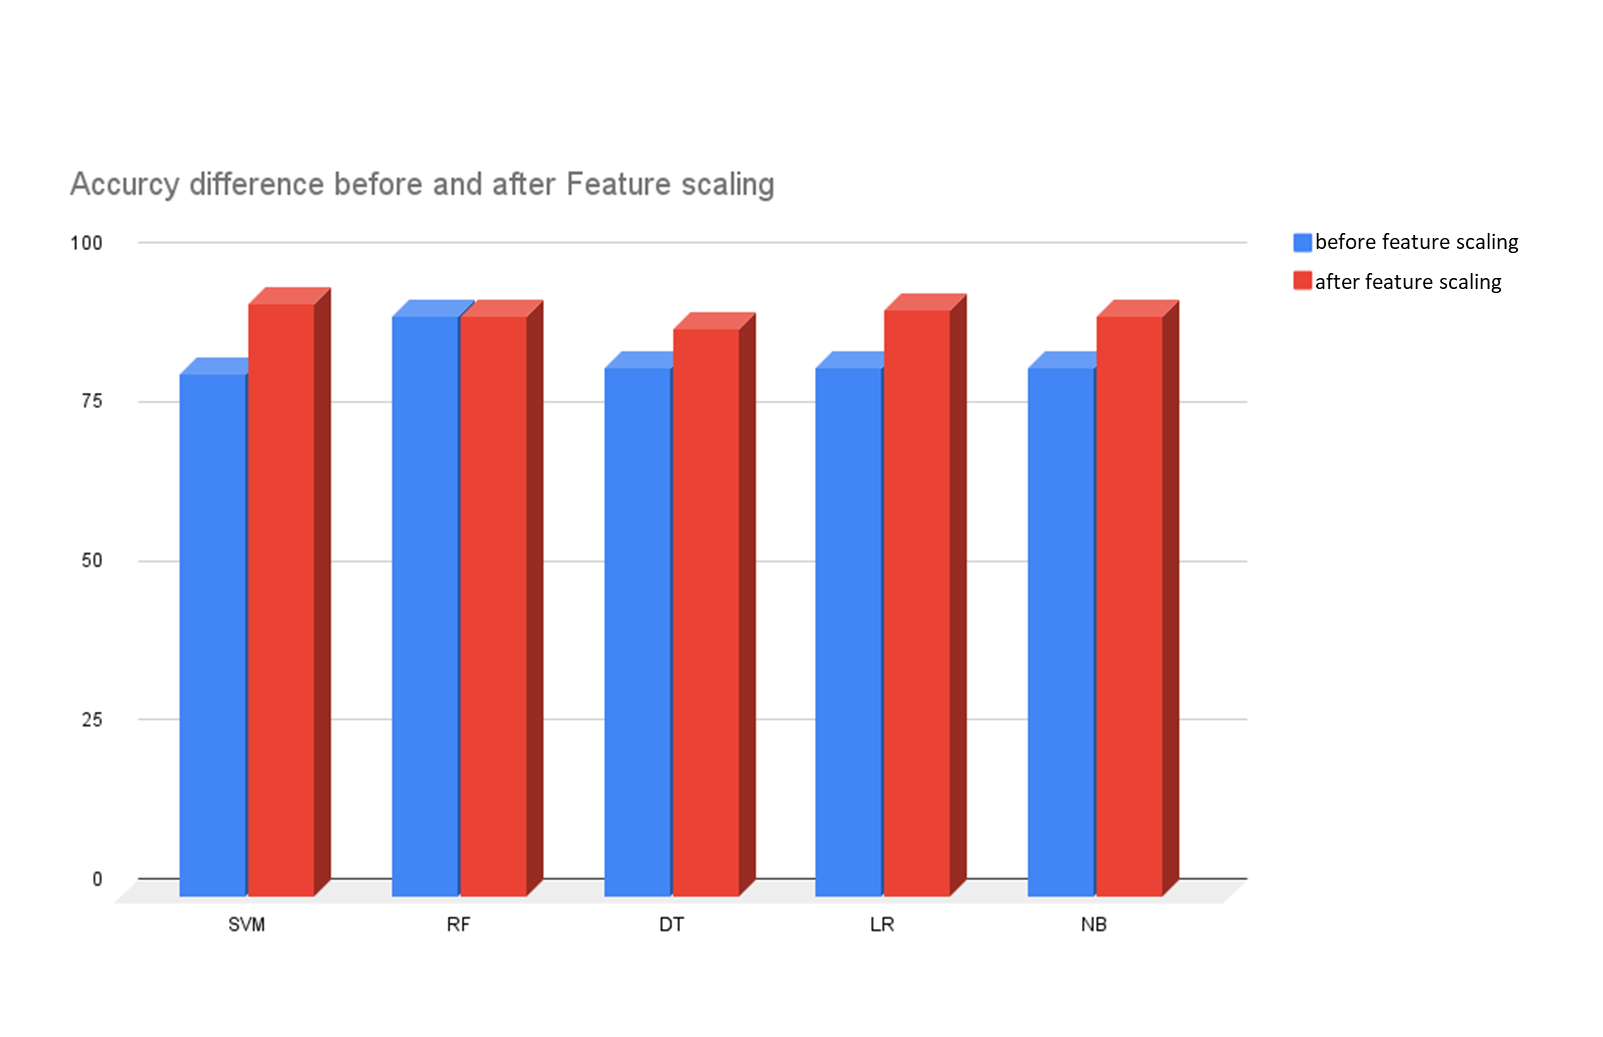 Accurcy difference before and after Feature scaling
100
75
50
25
0
SVM
RF
DT
LR
NB
before feature scaling
after feature scaling